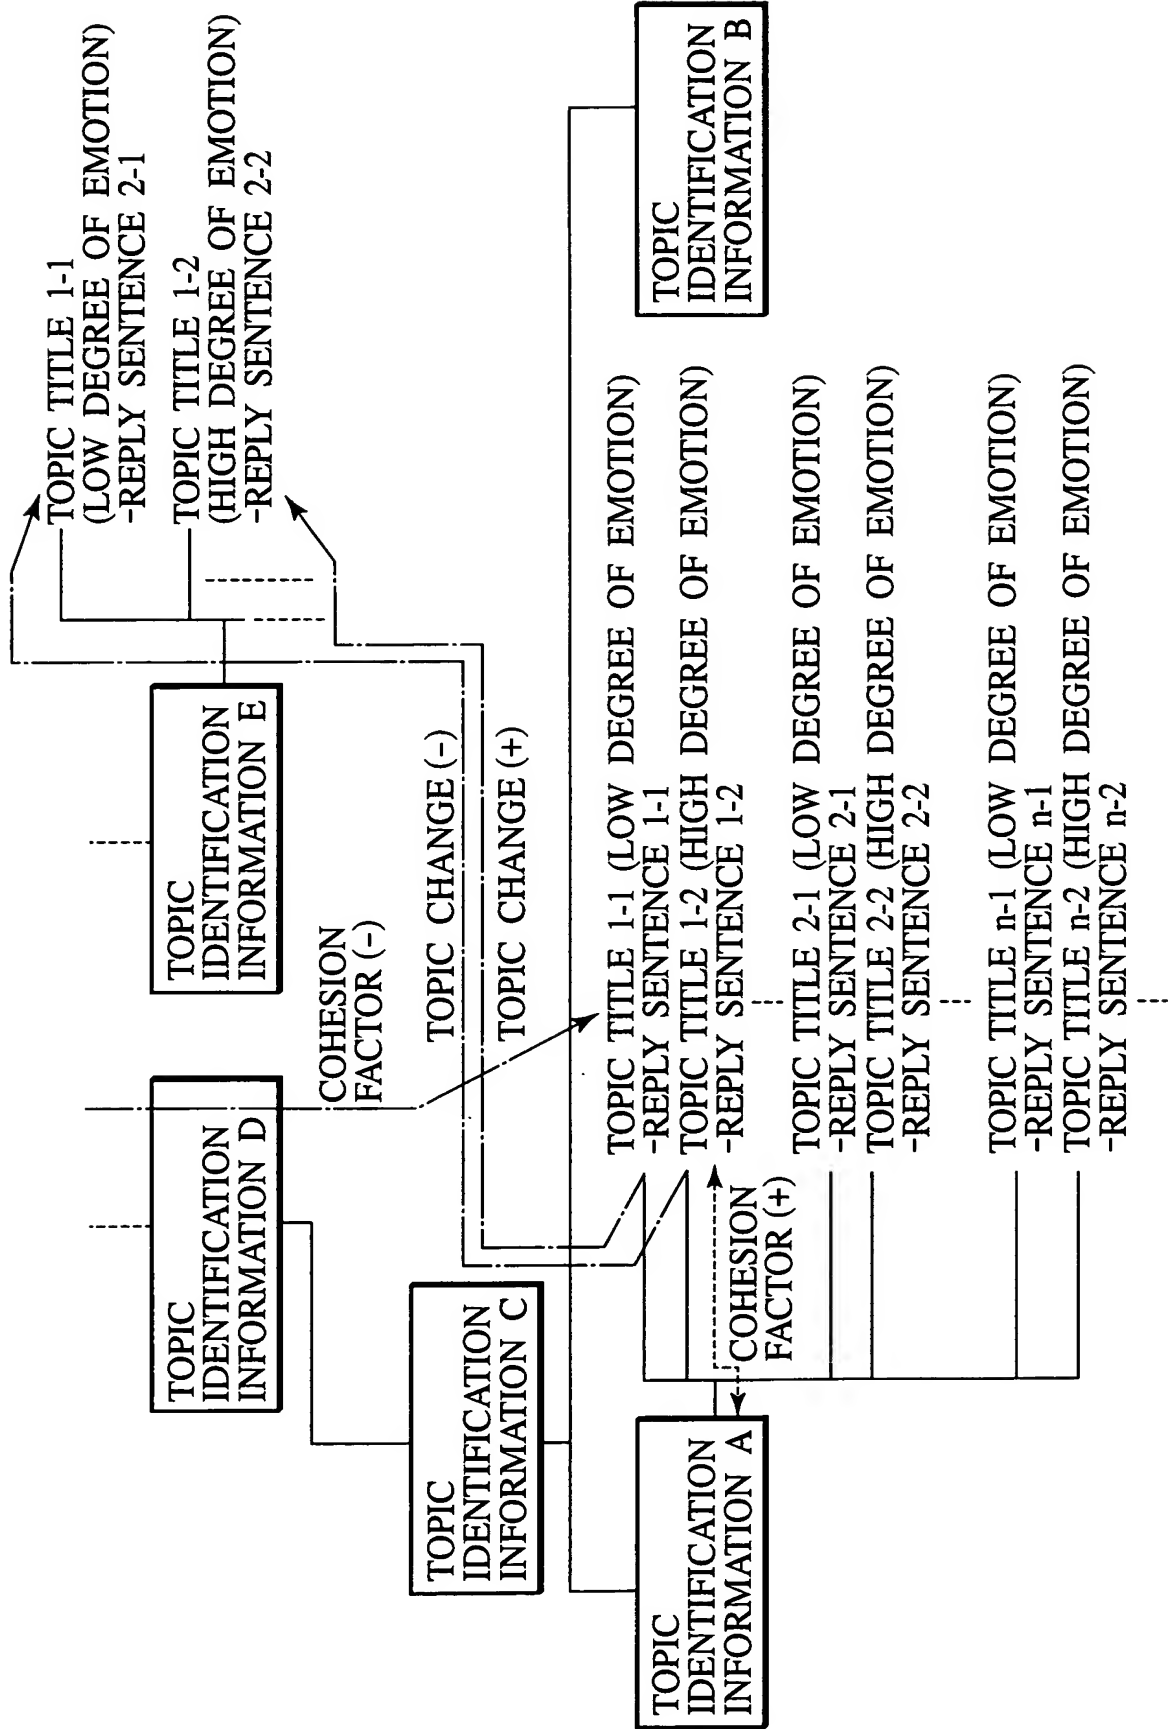 TOPIC
IDENTIFICATION
INFORMATION D
TOPIC
IDENTIFICATION
INFORMATION E
TOPIC TITLE 1-1
(LOW DEGREE OF EMOTION)
-REPLY SENTENCE 2-1
TOPIC TITLE 1-2
(HIGH DEGREE OF EMOTION)
-REPLY SENTENCE 2-2
COHESION
FACTOR (-)
TOPIC CHANGE (-)
TOPIC CHANGE (+)
TOPIC
IDENTIFICATION
INFORMATION C
TOPIC
IDENTIFICATION
INFORMATION A
COHESION
FACTOR (+)
TOPIC TITLE 1-1 (LOW DEGREE OF EMOTION)
-REPLY SENTENCE 1-1
TOPIC TITLE 1-2 (HIGH DEGREE OF EMOTION)
-REPLY SENTENCE 1-2
TOPIC TITLE 2-1 (LOW DEGREE OF EMOTION)
-REPLY SENTENCE 2-1
TOPIC TITLE 2-2 (HIGH DEGREE OF EMOTION)
-REPLY SENTENCE 2-2
TOPIC TITLE n-1 (LOW DEGREE OF EMOTION)
-REPLY SENTENCE n-1
TOPIC TITLE n-2 (HIGH DEGREE OF EMOTION)
-REPLY SENTENCE n-2
TOPIC
IDENTIFICATION
INFORMATION B